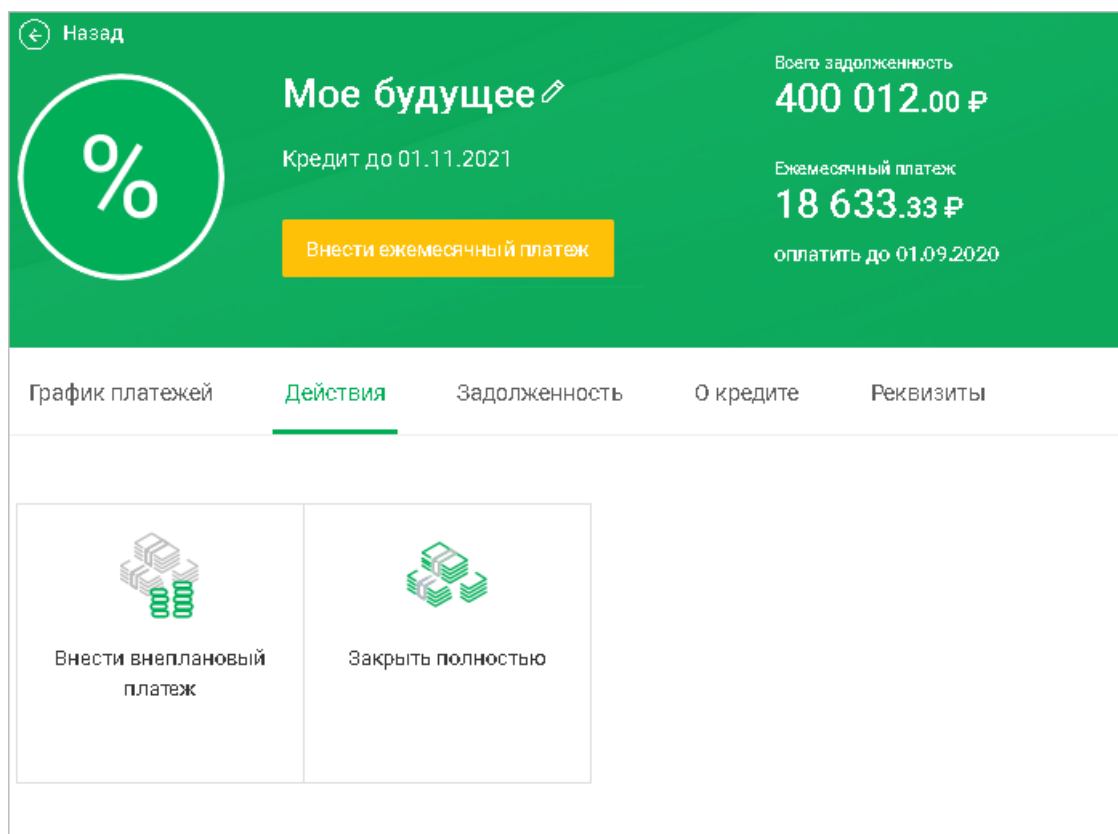 Назад
%
Мое будущее
Кредит до 01.11.2021
Внести ежемесячный платеж
Всего задолженность
400 012.00 ₽
Ежемесячный платеж
18 633.33 ₽
оплатить до 01.09.2020
График платежей Действия Задолженность О кредите Реквизиты
Внести внеплановый
платеж
Закрыть полностью